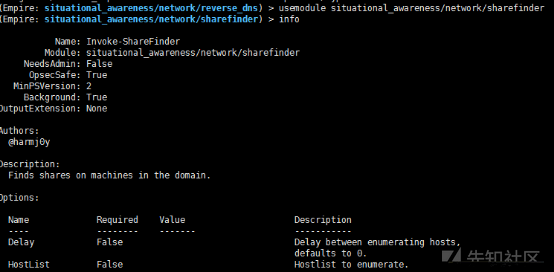 (Empire: situational_awareness/network/reverse_dns) > usemodule situational_awareness/network/sharefinder
(Empire: situational_awareness/network/sharefinder) > info
Name: Invoke-ShareFinder
Module: situational_awareness/network/sharefinder
NeedsAdmin: False
OpsecSafe: True
MinPSVersion: 2
Background: True
OutputExtension: None
Authors:
@harmj0y
Description:
Finds shares on machines in the domain.
Options:
Name Required Value Description
---- -------- ------- -----------
Delay False Delay between enumerating hosts,
defaults to 0.
HostList False Hostlist to enumerate.
先知社区